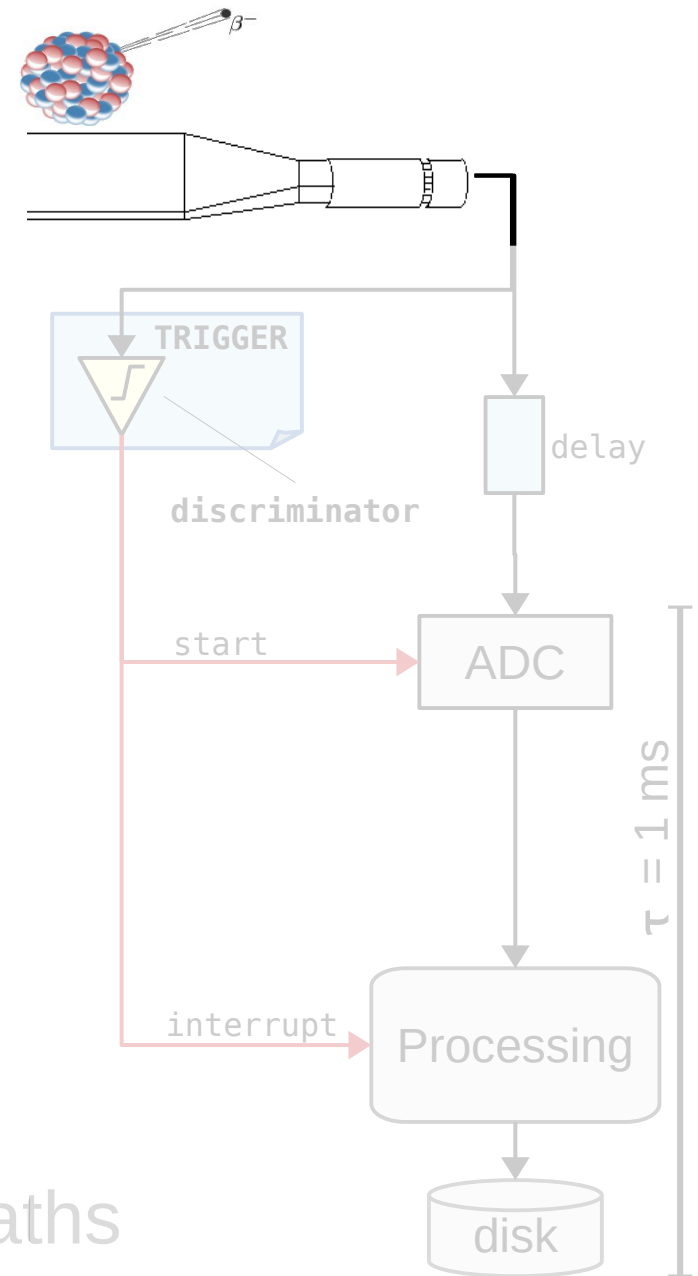 β⁻
TRIGGER
delay
discriminator
start
ADC
τ = 1 ms
interrupt
Processing
aths
disk